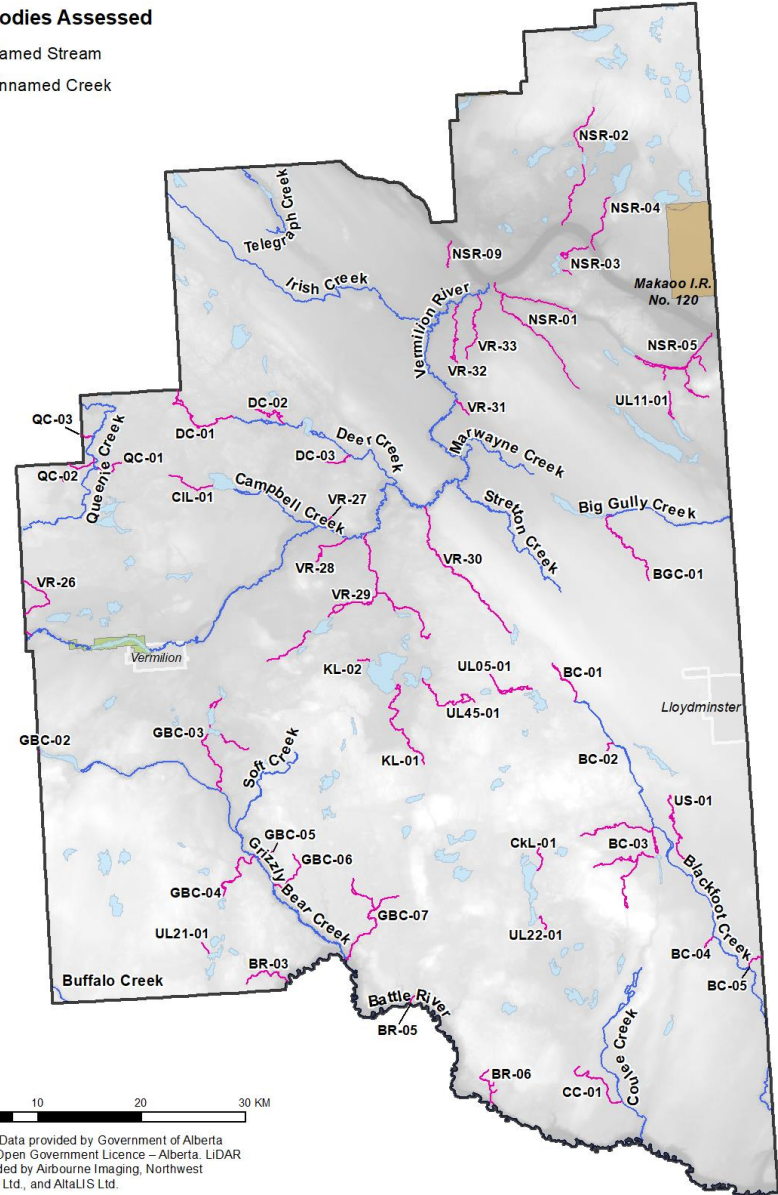 odies Assessed
amed Stream
nnamed Creek
NSR-02
Telegraph Creek
NSR-04
NSR-09
NSR-03
Irish Creek
Makaoo I.R.
No. 120
Vermilion River
NSR-01
VR-33
NSR-05
VR-32
UL11-01
DC-02
VR-31
QC-03
DC-01
Deer Creek
Marwayne Creek
Queenie Creek
QC-01
DC-03
QC-02
CIL-01
Campbell Creek
VR-27
Stretton Creek
Big Gully Creek
VR-28
VR-30
BGC-01
VR-26
VR-29
Vermilion
KL-02
UL05-01
BC-01
UL45-01
Lloydminster
GBC-02
GBC-03
Soft Creek
KL-01
BC-02
US-01
GBC-05
CkL-01
BC-03
GBC-06
Grizzly Bear Creek
Blackfoot Creek
GBC-04
GBC-07
UL21-01
UL22-01
BR-03
BC-04
Buffalo Creek
BC-05
Battle River
BR-05
Coulee Creek
BR-06
CC-01
10 20 30 KM
Data provided by Government of Alberta
Open Government Licence – Alberta. LiDAR
ded by Airbourne Imaging, Northwest
Ltd., and AltaLIS Ltd.